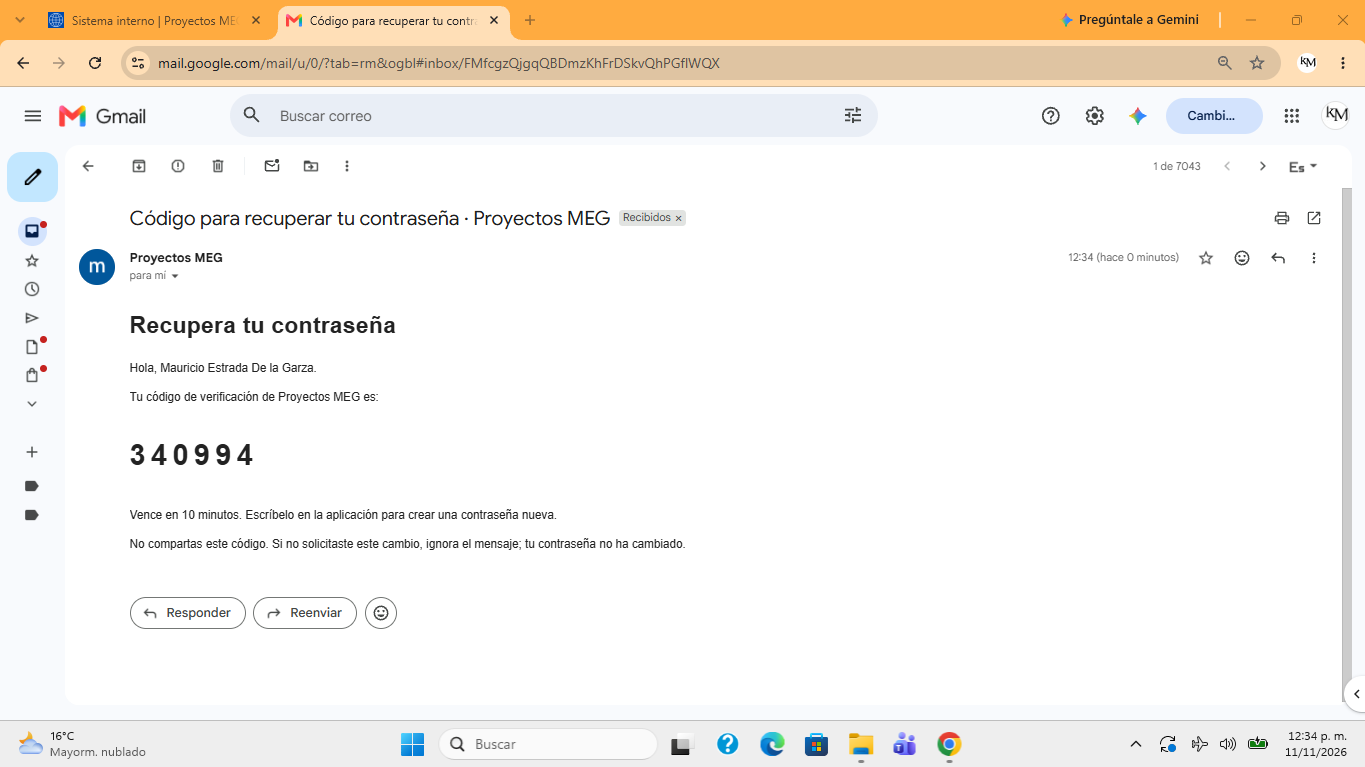 Sistema interno | Proyectos ME
Código para recuperar tu contra
Pregúntale a Gemini
mail.google.com/mail/u/0/?tab=rm&ogbl#inbox/FMfcgzQjgqQBDmzKhFrDSkvQhPGflWQX
KM
Gmail
Buscar correo
Cambi...
KM
1 de 7043
Es
Código para recuperar tu contraseña · Proyectos MEG
Recibidos ×
m
Proyectos MEG
12:34 (hace 0 minutos)
para mí
Recupera tu contraseña
Hola, Mauricio Estrada De la Garza.
Tu código de verificación de Proyectos MEG es:
340994
Vence en 10 minutos. Escríbelo en la aplicación para crear una contraseña nueva.
No compartas este código. Si no solicitaste este cambio, ignora el mensaje; tu contraseña no ha cambiado.
Responder
Reenviar
16°C
Mayorm. nublado
Buscar
12:34 p. m.
11/11/2026